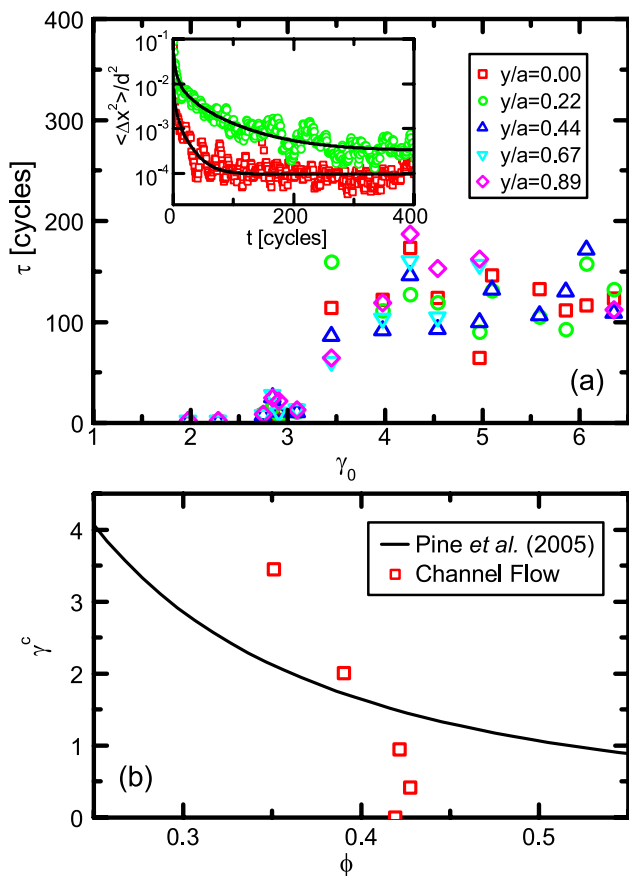 400
300
200
100
0
τ [cycles]
1
2
3
4
5
6
γ0
(a)
10-1
10-2
10-3
10-4
<Δx2>/d2
0
200
400
t [cycles]
y/a=0.00
y/a=0.22
y/a=0.44
y/a=0.67
y/a=0.89
4
3
2
1
0
γc
0.3
0.4
0.5
ϕ
(b)
Pine et al. (2005)
Channel Flow